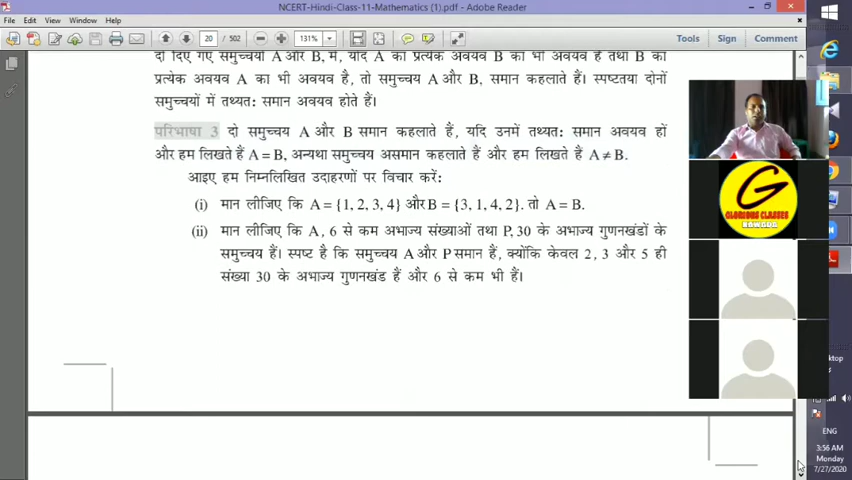 NCERT-Hindi-Class-11-Mathematics (1).pdf - Adobe Reader
File Edit View Window Help
20 / 502 131% Tools Sign Comment
दो दिए गए समुच्चयों A और B, में, यदि A का प्रत्येक अवयव B का भी अवयव है तथा B का
प्रत्येक अवयव A का भी अवयव है, तो समुच्चय A और B, समान कहलाते हैं। स्पष्टतया दोनों
समुच्चयों में तथ्यत: समान अवयव होते हैं।
परिभाषा 3 दो समुच्चय A और B समान कहलाते हैं, यदि उनमें तथ्यत: समान अवयव हों
और हम लिखते हैं A = B, अन्यथा समुच्चय असमान कहलाते हैं और हम लिखते हैं A ≠ B.
आइए हम निम्नलिखित उदाहरणों पर विचार करें:
(i) मान लीजिए कि A = {1, 2, 3, 4} और B = {3, 1, 4, 2}. तो A = B.
(ii) मान लीजिए कि A, 6 से कम अभाज्य संख्याओं तथा P, 30 के अभाज्य गुणनखंडों के
समुच्चय हैं। स्पष्ट है कि समुच्चय A और P समान हैं, क्योंकि केवल 2, 3 और 5 ही
संख्या 30 के अभाज्य गुणनखंड हैं और 6 से कम भी हैं।
GLORIOUS CLASSES
ENG
3:56 AM
Monday
7/27/2020